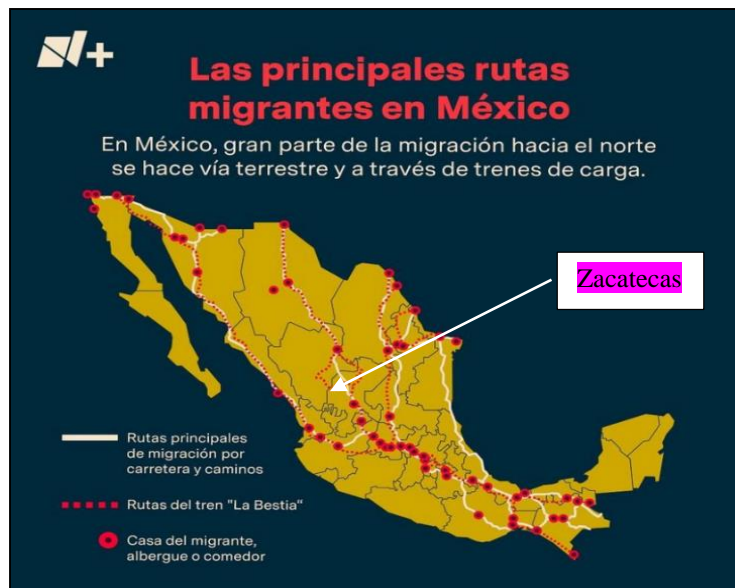 N+
Las principales rutas
migrantes en México
En México, gran parte de la migración hacia el norte
se hace vía terrestre y a través de trenes de carga.
Zacatecas
Rutas principales
de migración por
carretera y caminos
Rutas del tren "La Bestia"
Casa del migrante,
albergue o comedor